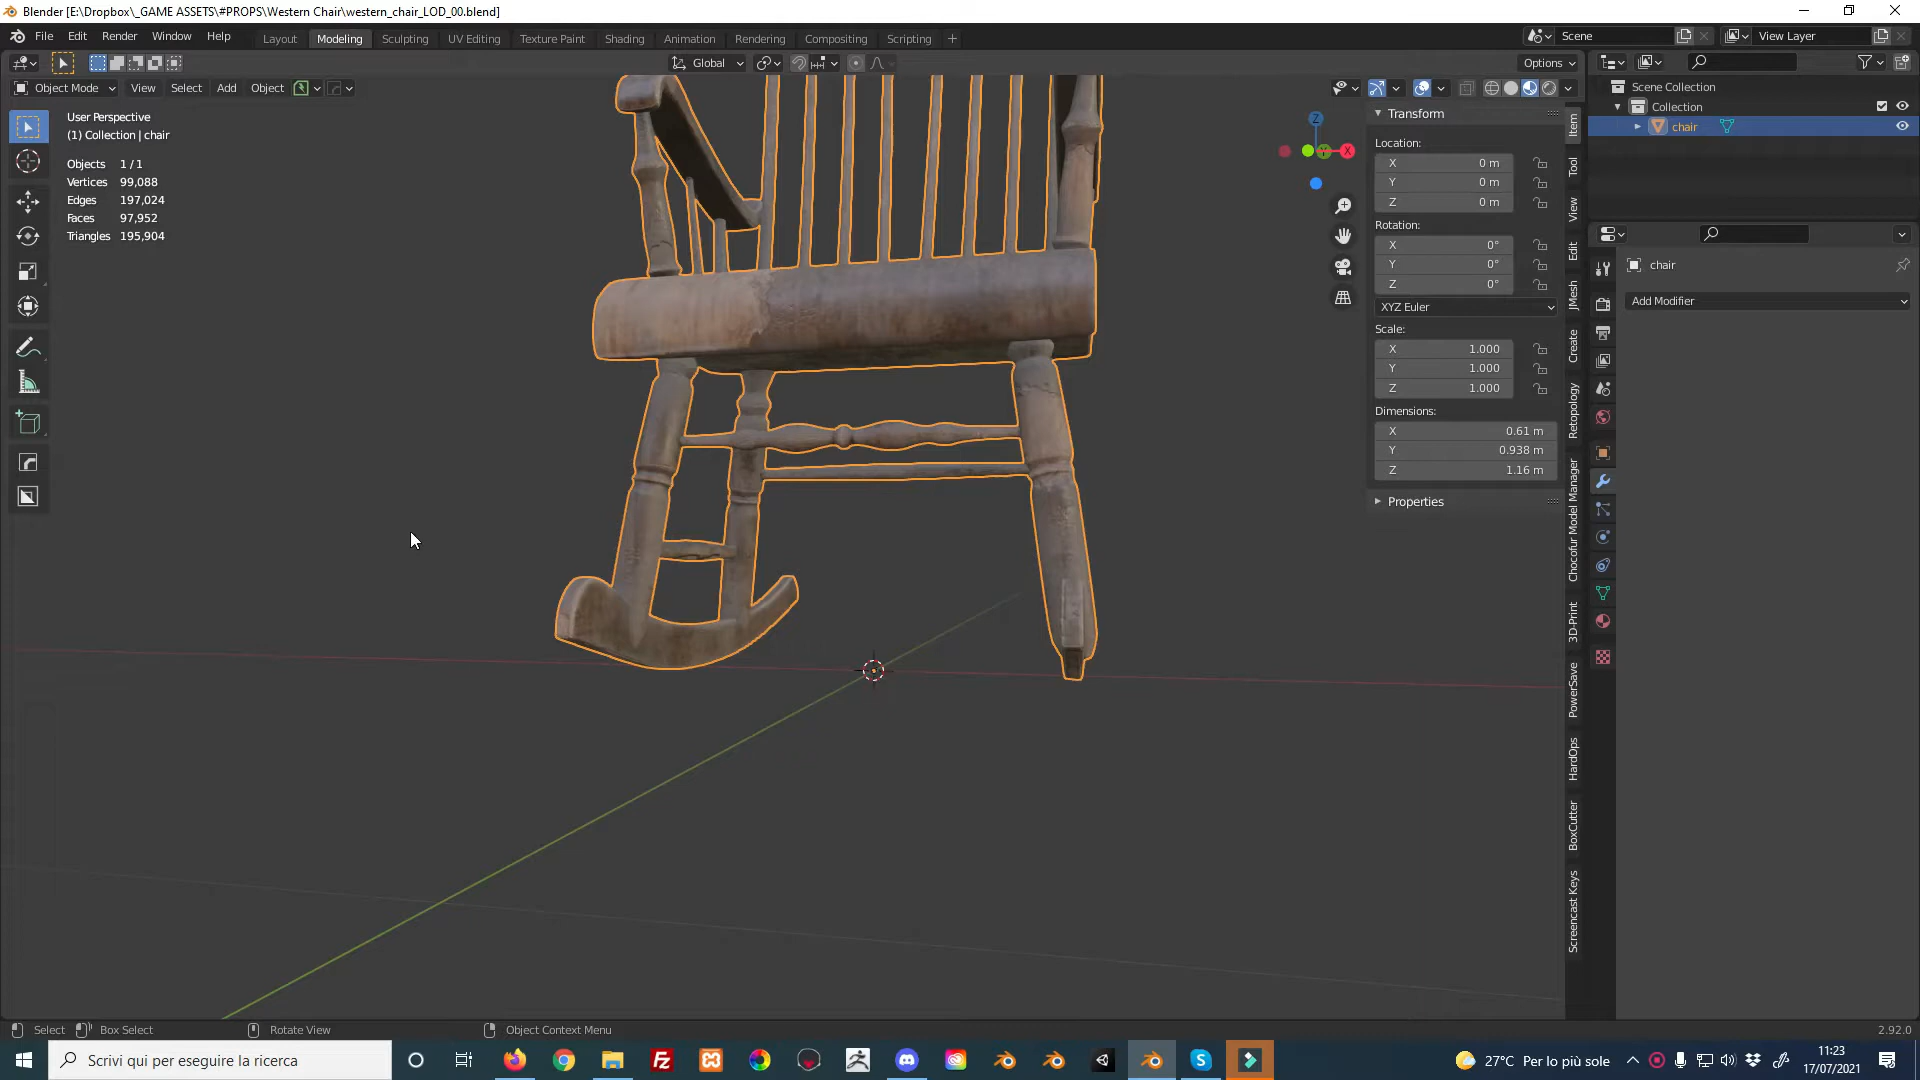 Blender [E:\Dropbox\_GAME ASSETS\#PROPS\Western Chair\western_chair_LOD_00.blend]
File Edit Render Window Help
Layout Modeling Sculpting UV Editing Texture Paint Shading Animation Rendering Compositing Scripting +
Scene
View Layer
Global
Options
Object Mode View Select Add Object
User Perspective
(1) Collection | chair
Objects 1 / 1
Vertices 99,088
Edges 197,024
Faces 97,952
Triangles 195,904
Z
X
Transform
Location:
X 0 m
Y 0 m
Z 0 m
Rotation:
X 0°
Y 0°
Z 0°
XYZ Euler
Scale:
X 1.000
Y 1.000
Z 1.000
Dimensions:
X 0.61 m
Y 0.938 m
Z 1.16 m
Properties
Item
Tool
View
Edit
JMesh
Create
Retopology
Chocofur Model Manager
3D-Print
PowerSave
HardOps
BoxCutter
Screencast Keys
Scene Collection
Collection
chair
chair
Add Modifier
Select Box Select Rotate View Object Context Menu 2.92.0
Scrivi qui per eseguire la ricerca
27°C Per lo più sole
11:23
17/07/2021